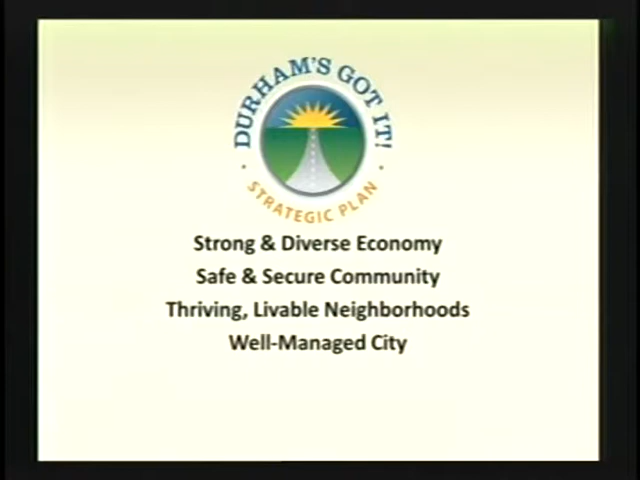 DURHAM'S GOT IT!
STRATEGIC PLAN
Strong & Diverse Economy
Safe & Secure Community
Thriving, Livable Neighborhoods
Well-Managed City